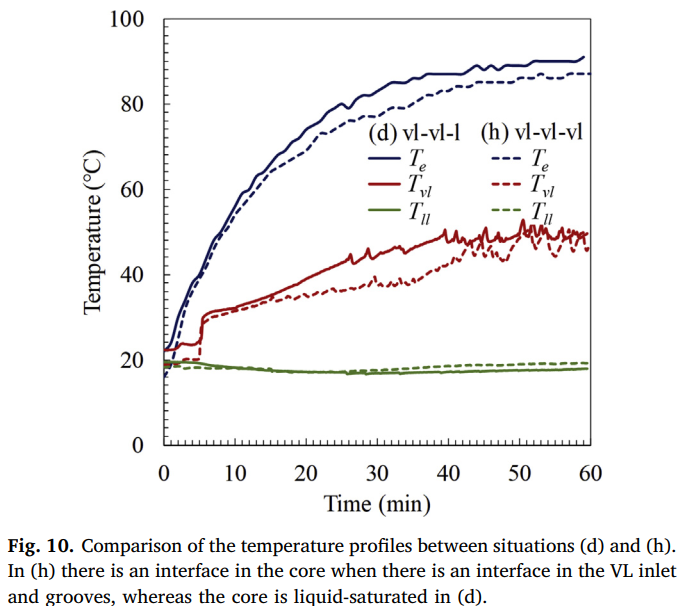 100
80
60
40
20
0
0 10 20 30 40 50 60
Temperature (℃)
Time (min)
(d) vl-vl-l (h) vl-vl-vl
Te Te
Tvl Tvl
Tll Tll
Fig. 10. Comparison of the temperature profiles between situations (d) and (h).
In (h) there is an interface in the core when there is an interface in the VL inlet
and grooves, whereas the core is liquid-saturated in (d).